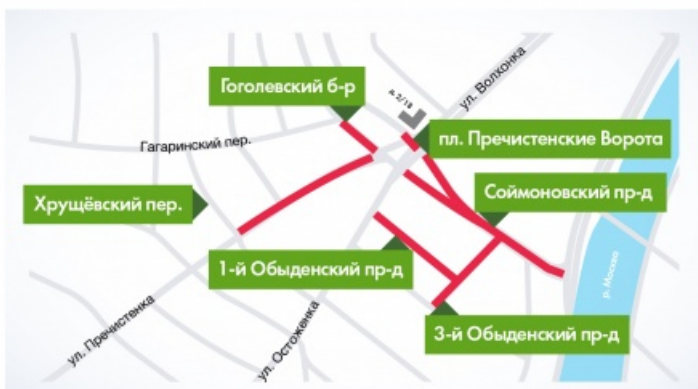 Гоголевский б-р
д. 2/18
ул. Волхонка
Гагаринский пер.
пл. Пречистенские Ворота
Соймоновский пр-д
Хрущёвский пер.
1-й Обыденский пр-д
р. Москва
ул. Пречистенка
ул. Остоженка
3-й Обыденский пр-д